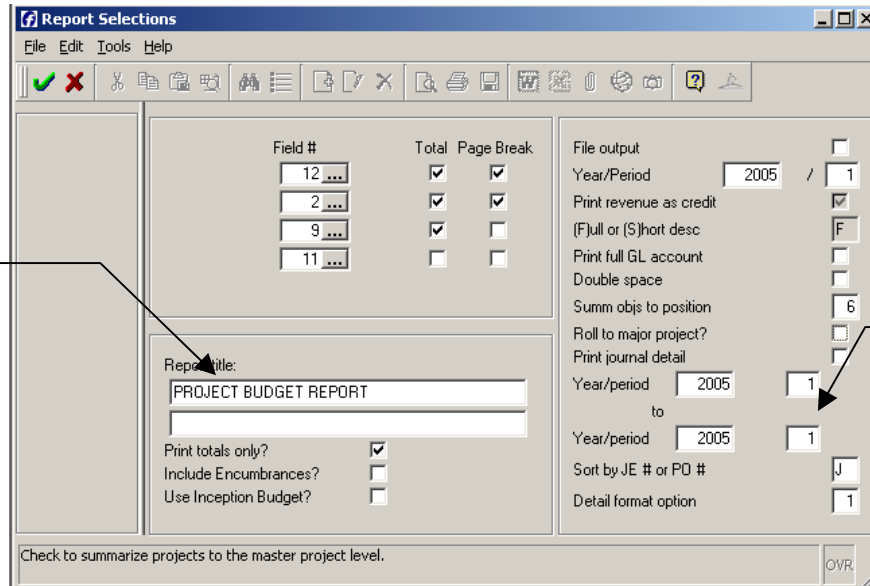 Report Selections
File Edit Tools Help
Field # Total Page Break
12 ...
2 ...
9 ...
11 ...
Report title:
PROJECT BUDGET REPORT
Print totals only?
Include Encumbrances?
Use Inception Budget?
File output
Year/Period 2005 / 1
Print revenue as credit
(F)ull or (S)hort desc F
Print full GL account
Double space
Summ objs to position 6
Roll to major project?
Print journal detail
Year/period 2005 1
to
Year/period 2005 1
Sort by JE # or PO # J
Detail format option 1
Check to summarize projects to the master project level.
OVR